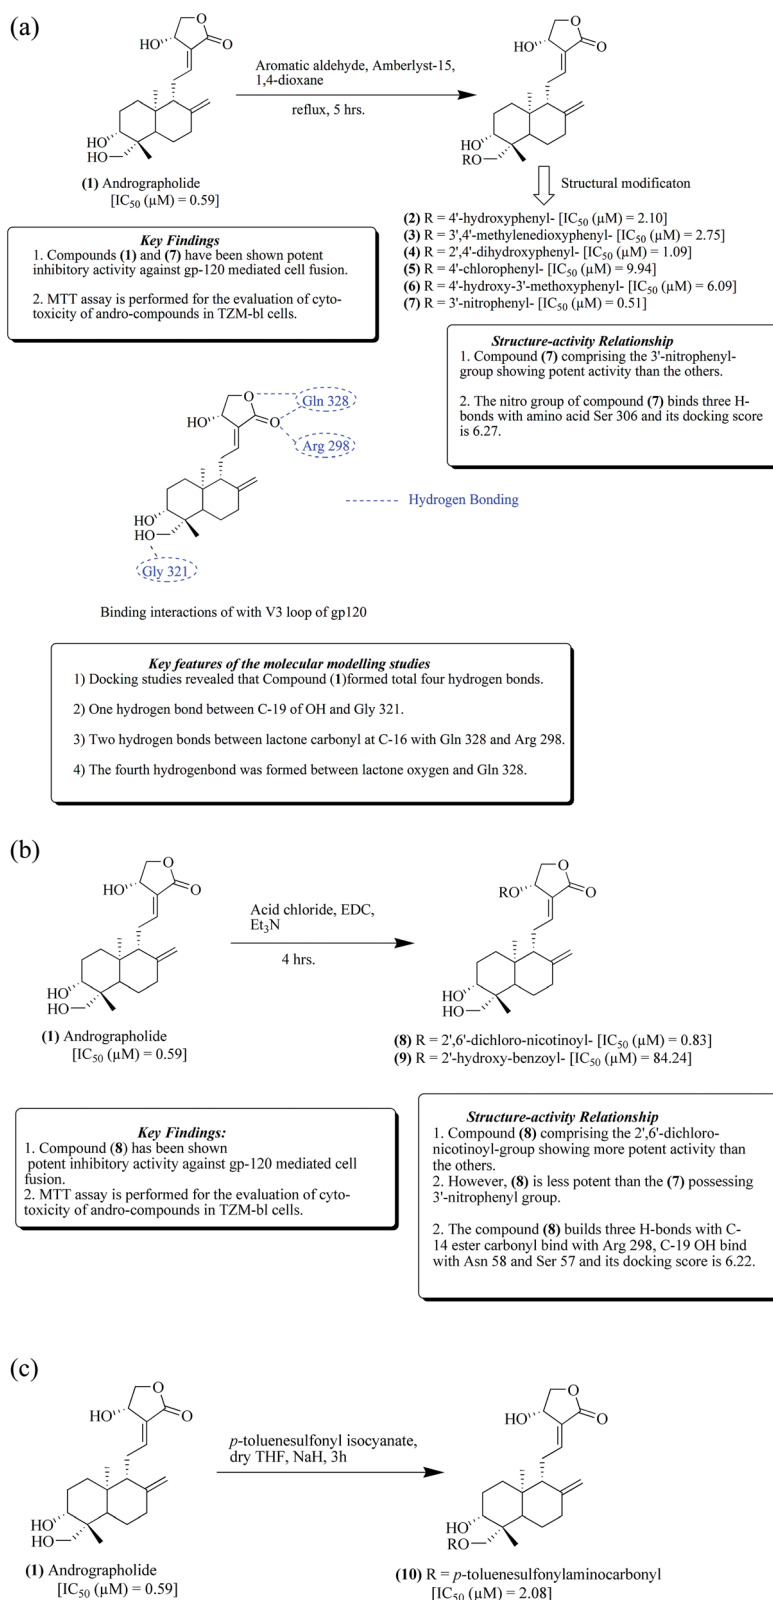 (a)
O
HO
O
HO
HO
(1) Andrographolide
[IC50 (µM) = 0.59]
Aromatic aldehyde, Amberlyst-15,
1,4-dioxane
reflux, 5 hrs.
O
HO
O
HO
RO
Structural modificaton
(2) R = 4'-hydroxyphenyl- [IC50 (µM) = 2.10]
(3) R = 3',4'-methylenedioxyphenyl- [IC50 (µM) = 2.75]
(4) R = 2',4'-dihydroxyphenyl- [IC50 (µM) = 1.09]
(5) R = 4'-chlorophenyl- [IC50 (µM) = 9.94]
(6) R = 4'-hydroxy-3'-methoxyphenyl- [IC50 (µM) = 6.09]
(7) R = 3'-nitrophenyl- [IC50 (µM) = 0.51]
Key Findings
1. Compounds (1) and (7) have been shown potent
inhibitory activity against gp-120 mediated cell fusion.
2. MTT assay is performed for the evaluation of cyto-
toxicity of andro-compounds in TZM-bl cells.
Structure-activity Relationship
1. Compound (7) comprising the 3'-nitrophenyl-
group showing potent activity than the others.
2. The nitro group of compound (7) binds three H-
bonds with amino acid Ser 306 and its docking score
is 6.27.
O
Gln 328
HO
O
Arg 298
HO
HO
Gly 321
Hydrogen Bonding
Binding interactions of with V3 loop of gp120
Key features of the molecular modelling studies
1) Docking studies revealed that Compound (1)formed total four hydrogen bonds.
2) One hydrogen bond between C-19 of OH and Gly 321.
3) Two hydrogen bonds between lactone carbonyl at C-16 with Gln 328 and Arg 298.
4) The fourth hydrogenbond was formed between lactone oxygen and Gln 328.
(b)
O
HO
O
HO
HO
(1) Andrographolide
[IC50 (µM) = 0.59]
Acid chloride, EDC,
Et3N
4 hrs.
O
RO
O
HO
HO
(8) R = 2',6'-dichloro-nicotinoyl- [IC50 (µM) = 0.83]
(9) R = 2'-hydroxy-benzoyl- [IC50 (µM) = 84.24]
Key Findings:
1. Compound (8) has been shown
potent inhibitory activity against gp-120 mediated cell
fusion.
2. MTT assay is performed for the evaluation of cyto-
toxicity of andro-compounds in TZM-bl cells.
Structure-activity Relationship
1. Compound (8) comprising the 2',6'-dichloro-
nicotinoyl-group showing more potent activity than
the others.
2. However, (8) is less potent than the (7) possessing
3'-nitrophenyl group.
2. The compound (8) builds three H-bonds with C-
14 ester carbonyl bind with Arg 298, C-19 OH bind
with Asn 58 and Ser 57 and its docking score is 6.22.
(c)
O
HO
O
HO
HO
(1) Andrographolide
[IC50 (µM) = 0.59]
p-toluenesulfonyl isocyanate,
dry THF, NaH, 3h
O
HO
O
HO
RO
(10) R = p-toluenesulfonylaminocarbonyl
[IC50 (µM) = 2.08]